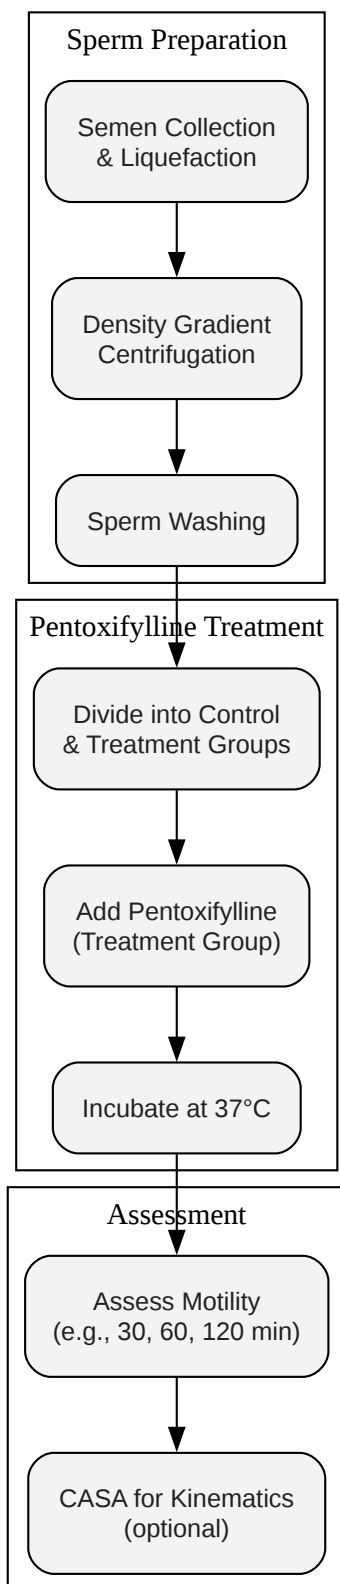 Sperm Preparation
Semen Collection
& Liquefaction
Density Gradient
Centrifugation
Sperm Washing
Pentoxifylline Treatment
Divide into Control
& Treatment Groups
Add Pentoxifylline
(Treatment Group)
Incubate at 37°C
Assessment
Assess Motility
(e.g., 30, 60, 120 min)
CASA for Kinematics
(optional)